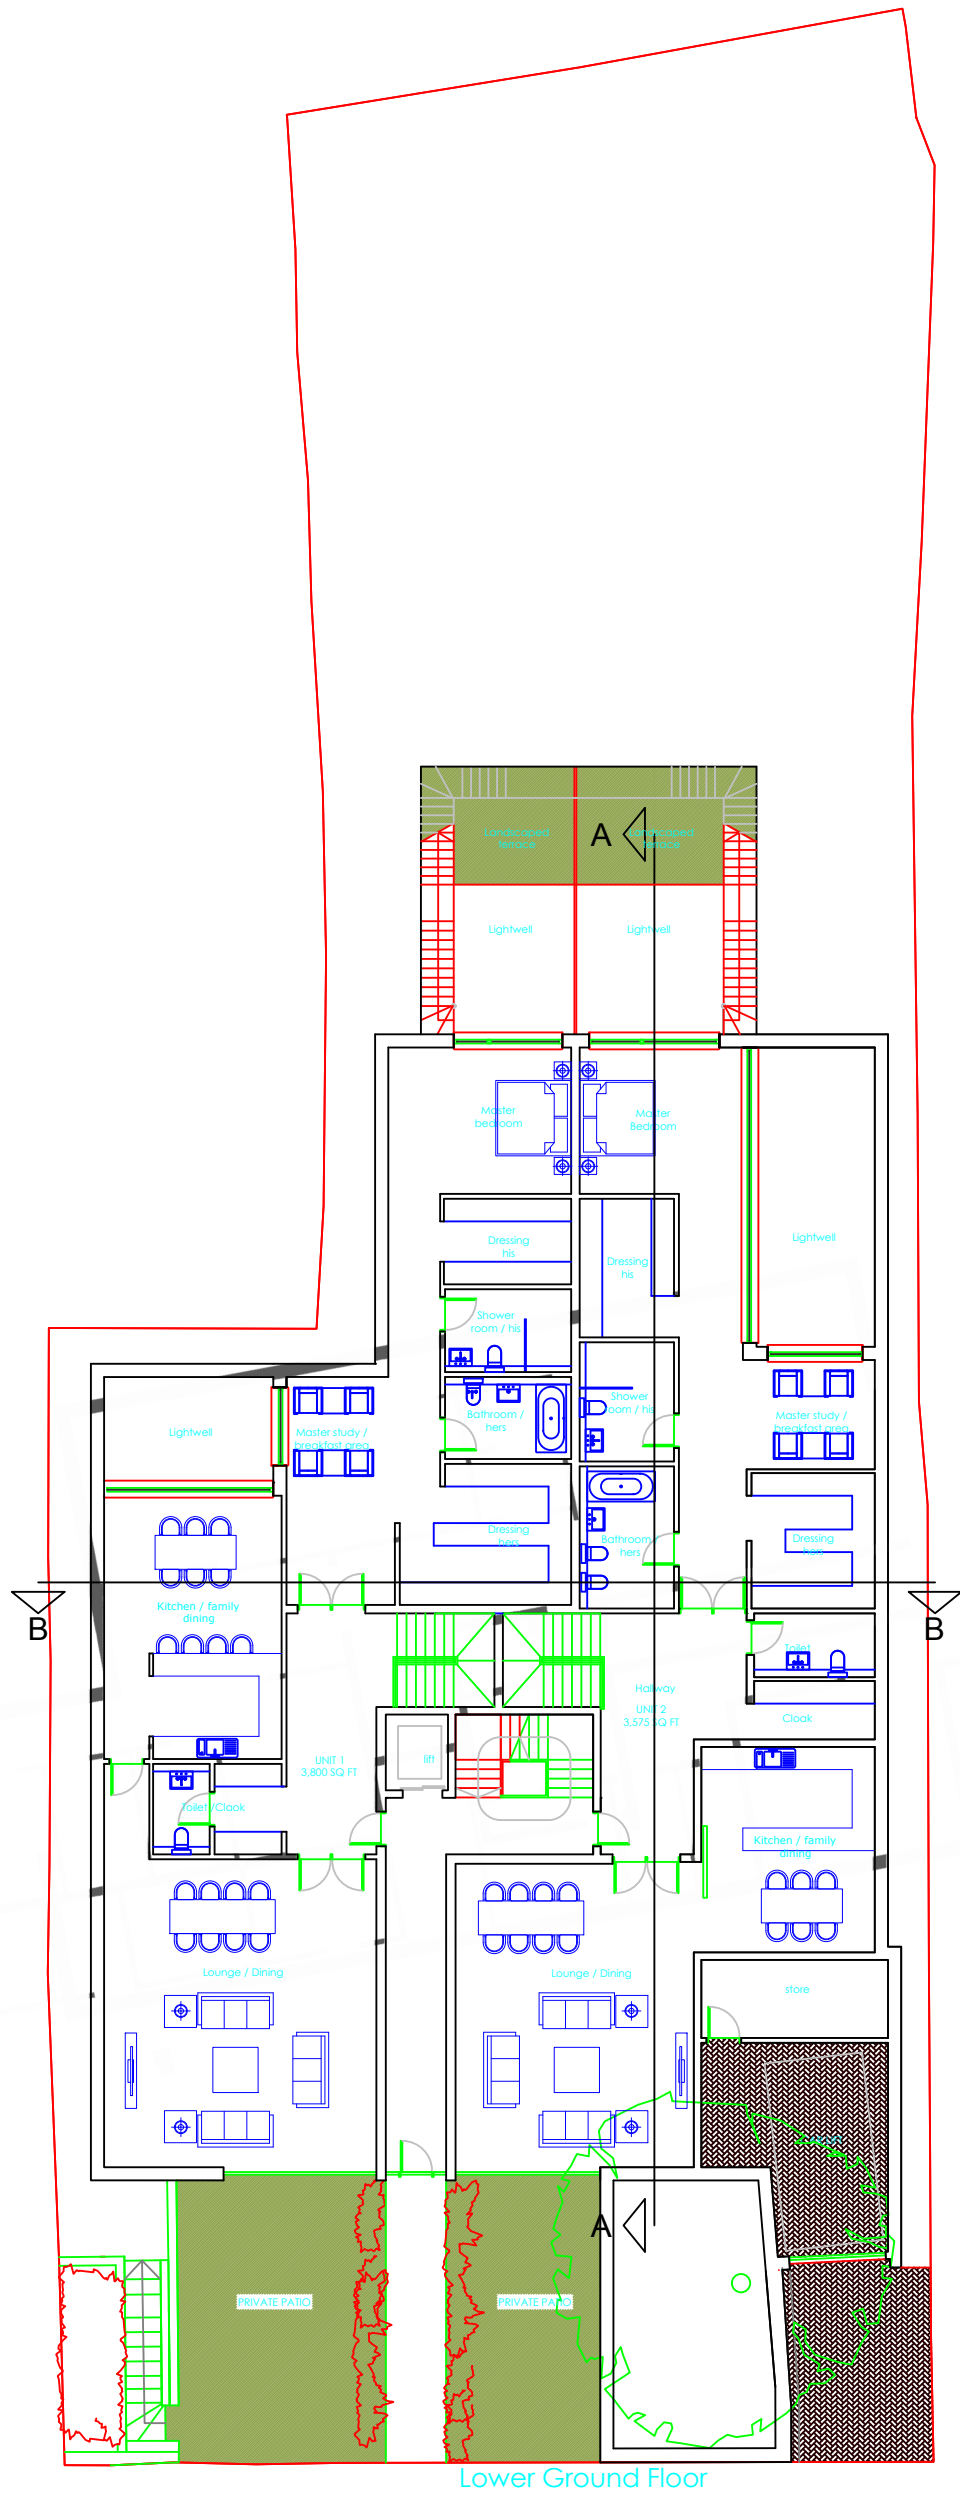 Landscaped
terrace
A
Landscaped
terrace
Lightwell
Lightwell
Master
bedroom
Master
Bedroom
Dressing
his
Lightwell
Dressing
his
Shower
room / his
Shower
room / his
Bathroom /
hers
Master study /
breakfast area
Lightwell
Master study /
breakfast area
Dressing
hers
Bathroom
hers
Dressing
hers
Kitchen / family
dining
B
B
Toilet
Hallway
UNIT 2
3,575 SQ FT
Cloak
UNIT 1
3,800 SQ FT
lift
Toilet /Cloak
Kitchen / family
dining
Lounge / Dining
Lounge / Dining
store
A
PRIVATE PATIO
PRIVATE PATIO
Lower Ground Floor